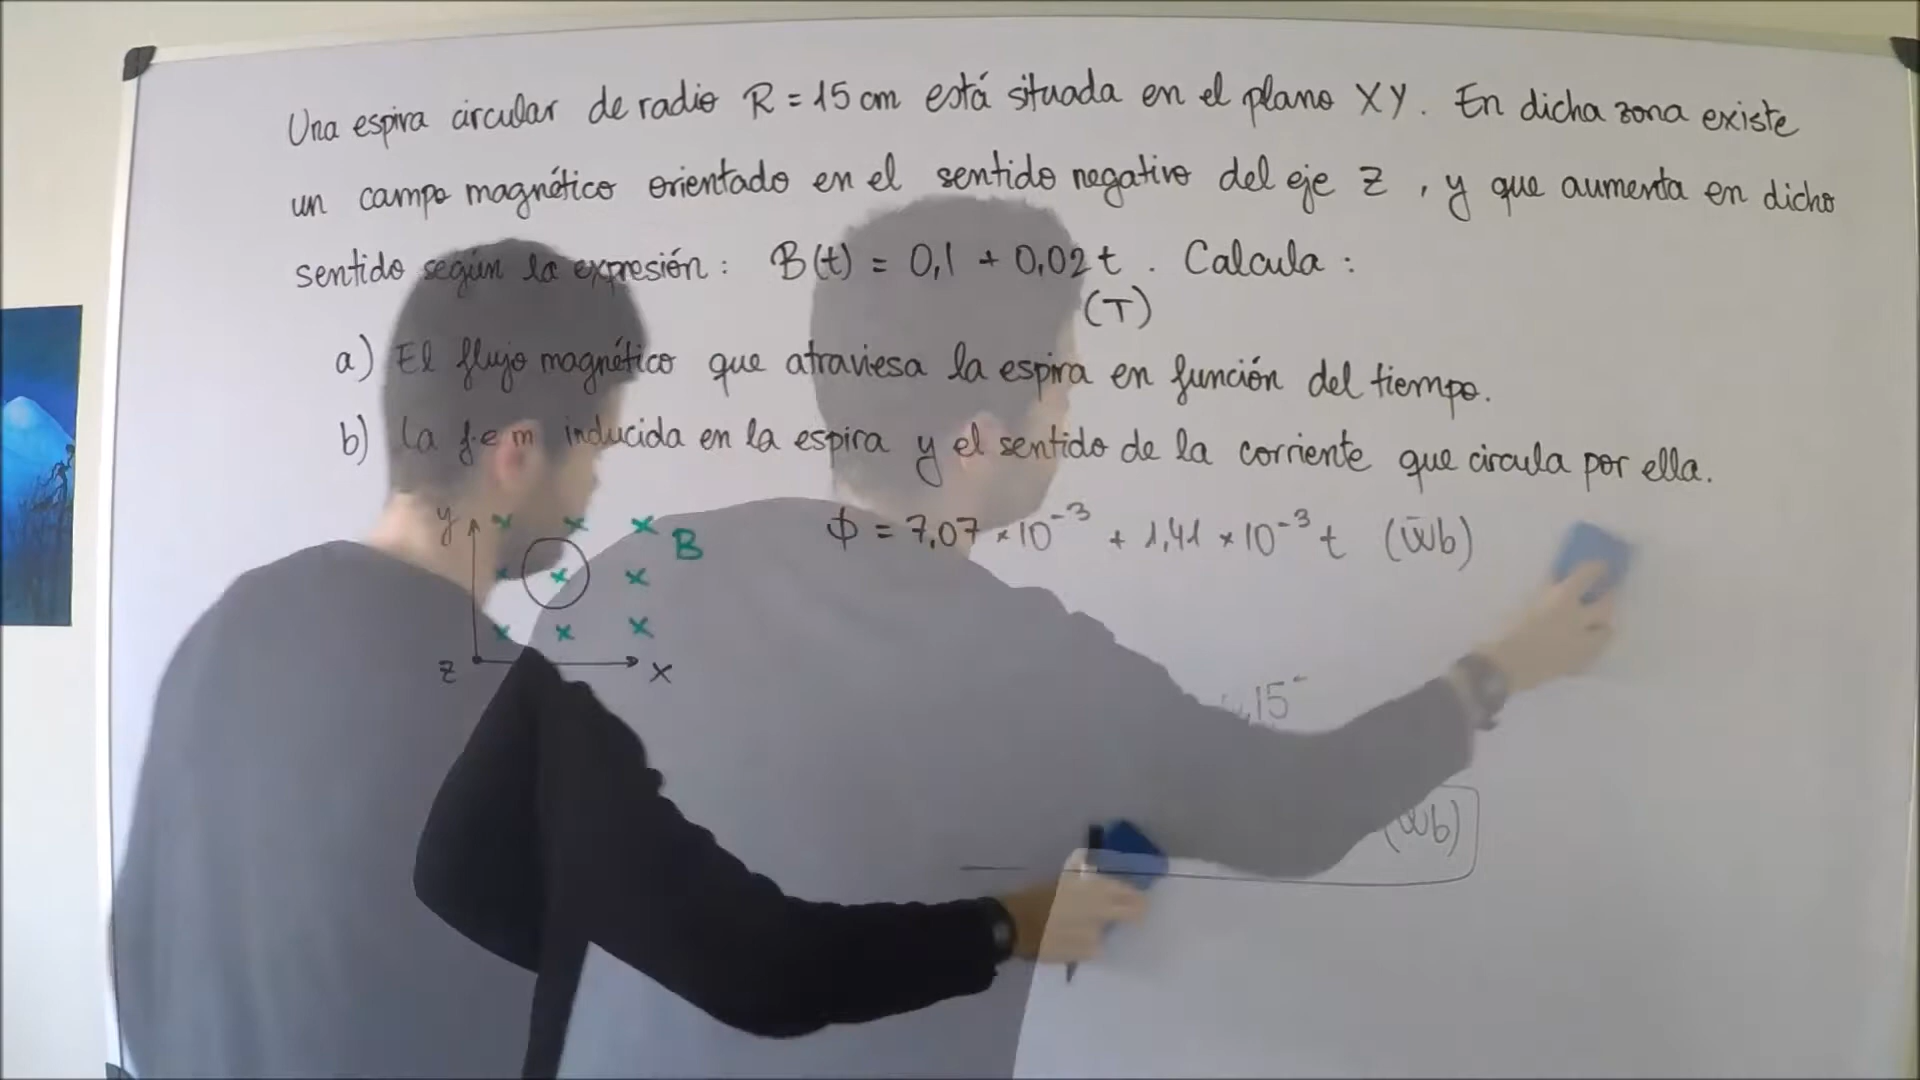 Una espira circular de radio R = 15 cm está situada en el plano XY. En dicha zona existe
un campo magnético orientado en el sentido negativo del eje Z, y que aumenta en dicho
sentido según la expresión: B(t) = 0,1 + 0,02 t. Calcula:
(T)
a) El flujo magnético que atraviesa la espira en función del tiempo.
b) La f.e.m inducida en la espira y el sentido de la corriente que circula por ella.
ϕ = 7,07 × 10⁻³ + 1,41 × 10⁻³ t (Wb)
y
B
z
x
,15
(Wb)